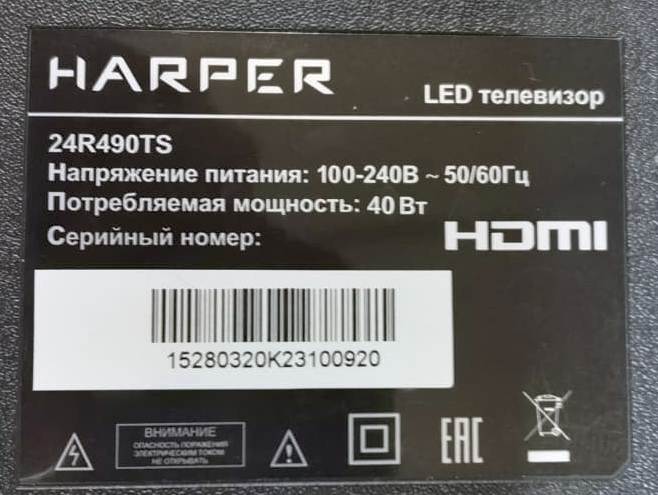 HARPER
LED телевизор
24R490TS
Напряжение питания: 100-240В ~ 50/60Гц
Потребляемая мощность: 40 Вт
Серийный номер:
HDMI
15280320K23100920
ВНИМАНИЕ
ОПАСНОСТЬ ПОРАЖЕНИЯ
ЭЛЕКТРИЧЕСКИМ ТОКОМ
НЕ ОТКРЫВАТЬ
EAC